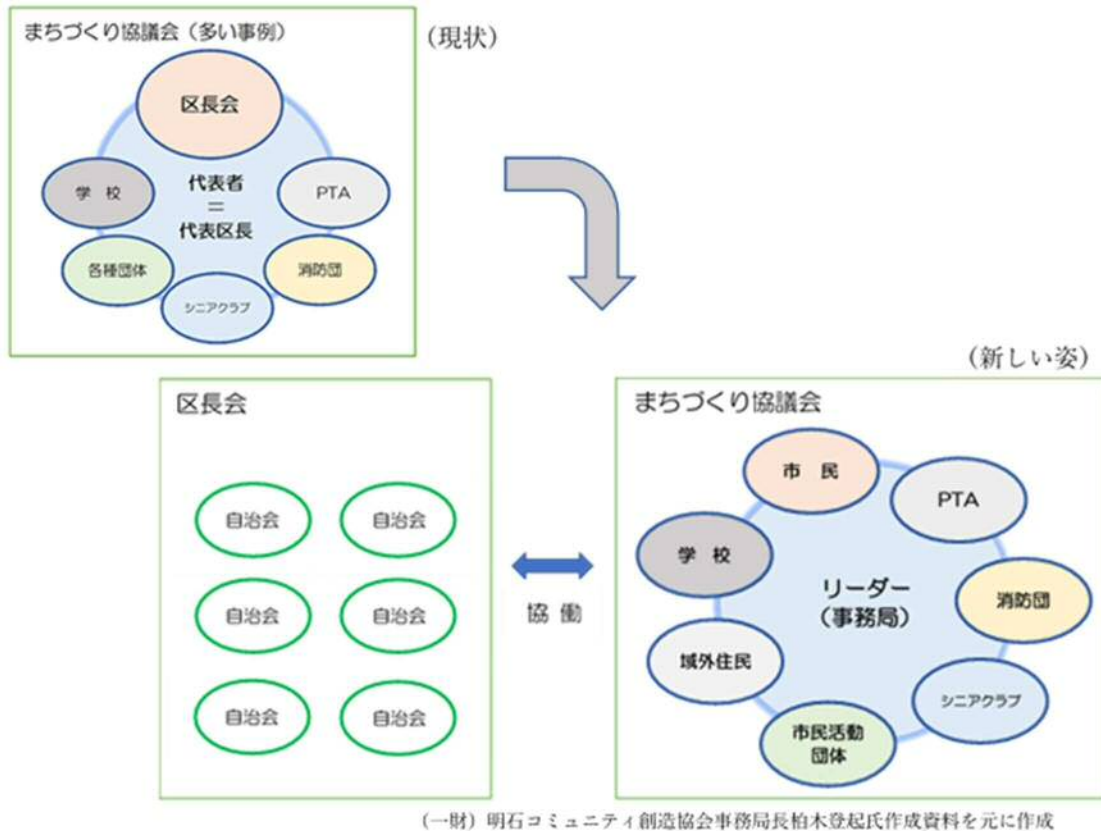 まちづくり協議会（多い事例）
（現状）
区長会
学　校
代表者
＝
代表区長
PTA
各種団体
消防団
シニアクラブ
（新しい姿）
区長会
自治会
自治会
自治会
自治会
自治会
自治会
協 働
まちづくり協議会
市　民
PTA
学　校
リーダー
（事務局）
消防団
域外住民
シニアクラブ
市民活動
団体
（一財）明石コミュニティ創造協会事務局長柏木登起氏作成資料を元に作成